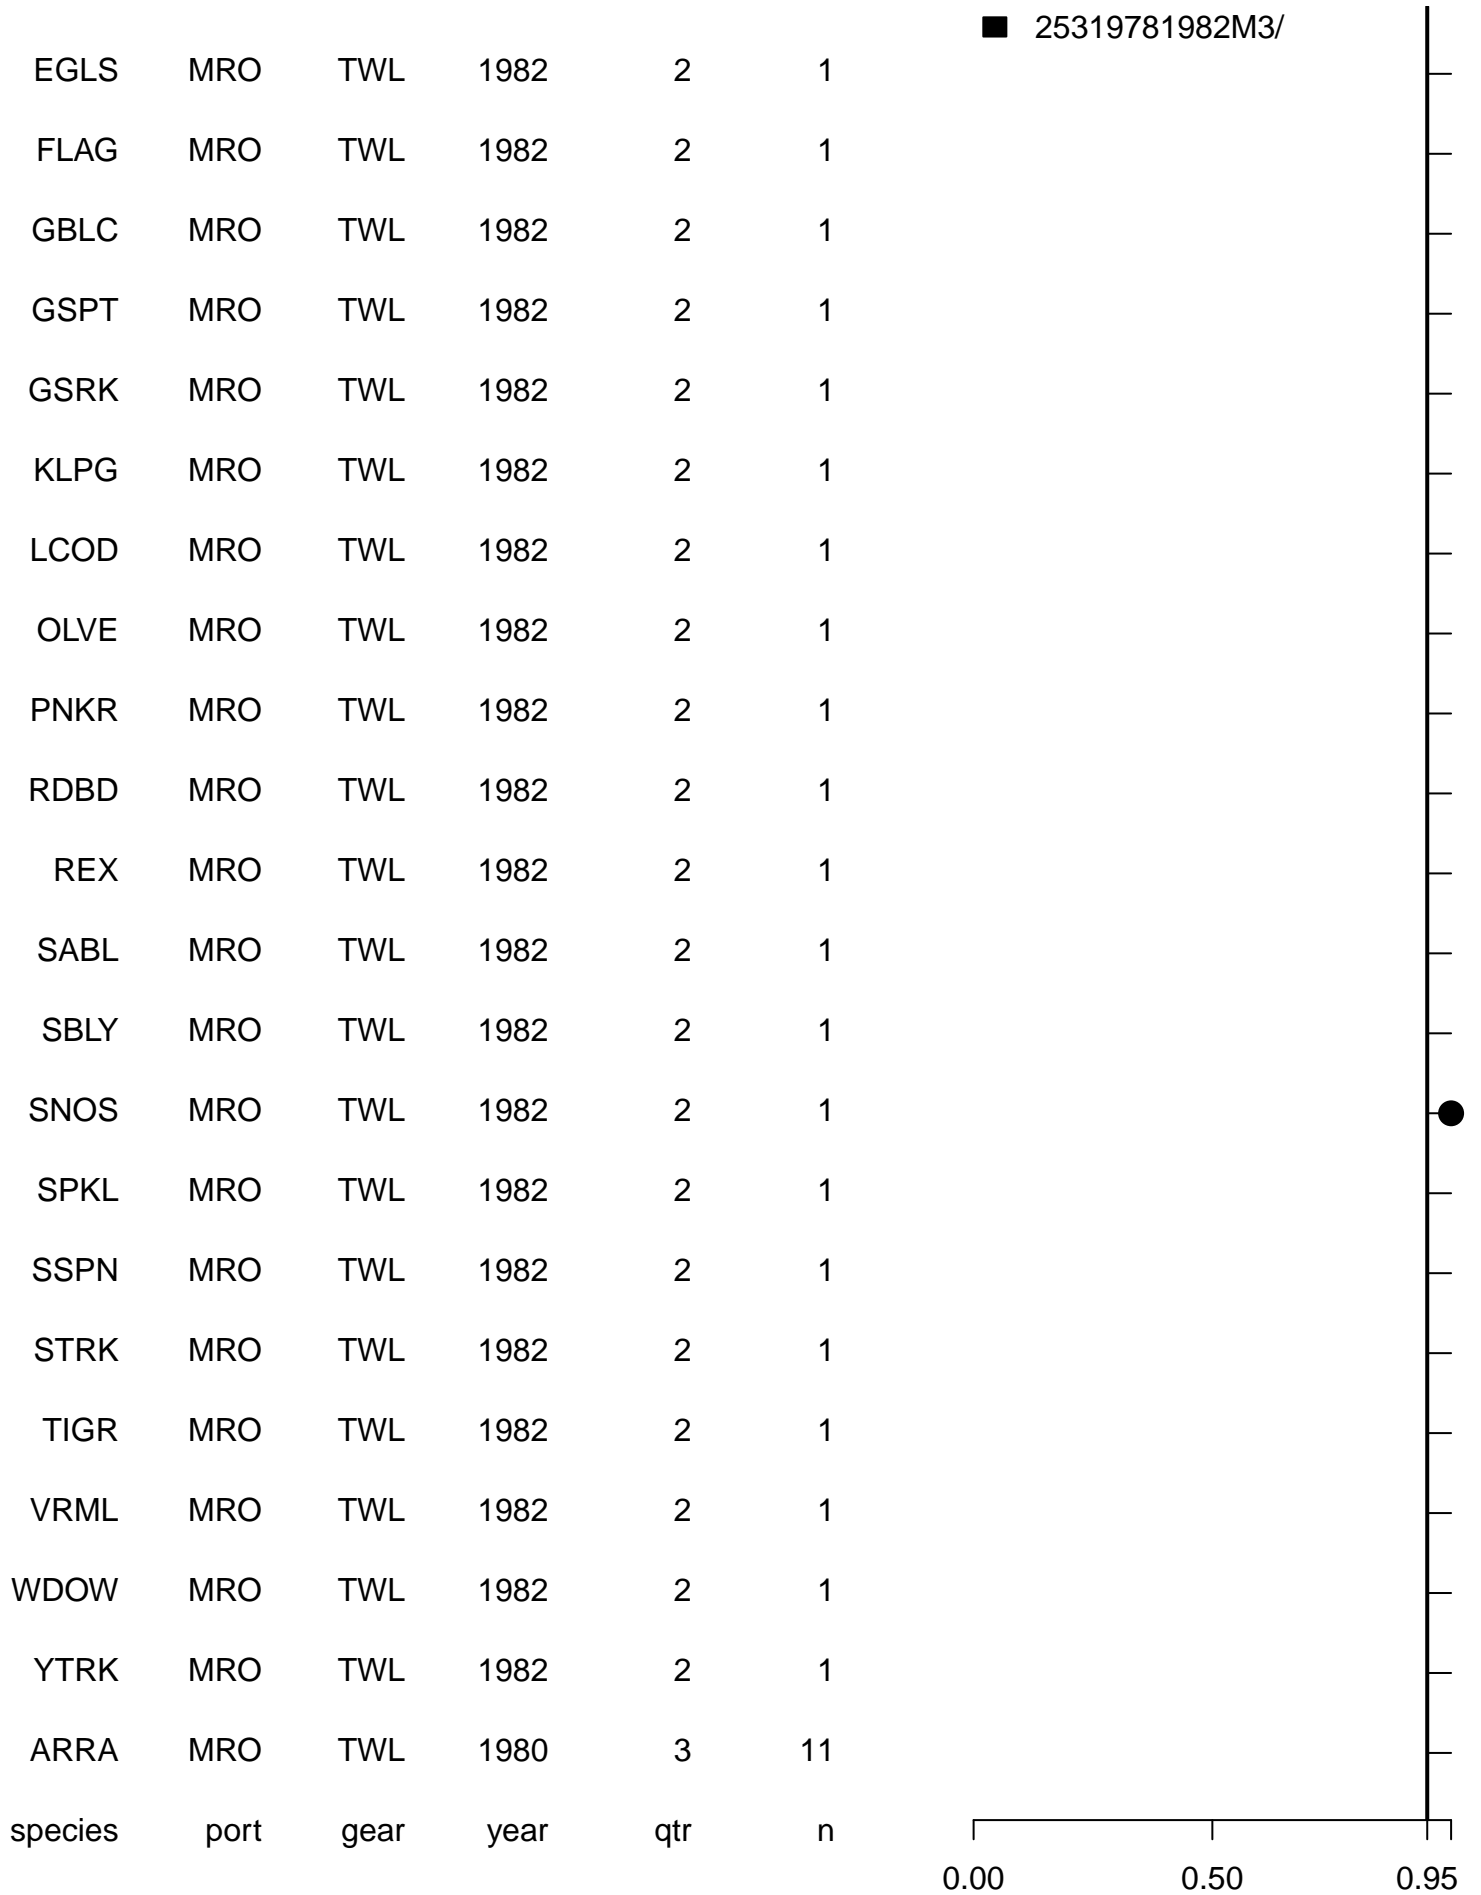 25319781982M3/
EGLS MRO TWL 1982 2 1
FLAG MRO TWL 1982 2 1
GBLC MRO TWL 1982 2 1
GSPT MRO TWL 1982 2 1
GSRK MRO TWL 1982 2 1
KLPG MRO TWL 1982 2 1
LCOD MRO TWL 1982 2 1
OLVE MRO TWL 1982 2 1
PNKR MRO TWL 1982 2 1
RDBD MRO TWL 1982 2 1
REX MRO TWL 1982 2 1
SABL MRO TWL 1982 2 1
SBLY MRO TWL 1982 2 1
SNOS MRO TWL 1982 2 1
SPKL MRO TWL 1982 2 1
SSPN MRO TWL 1982 2 1
STRK MRO TWL 1982 2 1
TIGR MRO TWL 1982 2 1
VRML MRO TWL 1982 2 1
WDOW MRO TWL 1982 2 1
YTRK MRO TWL 1982 2 1
ARRA MRO TWL 1980 3 11
species port gear year qtr n
0.00 0.50 0.95